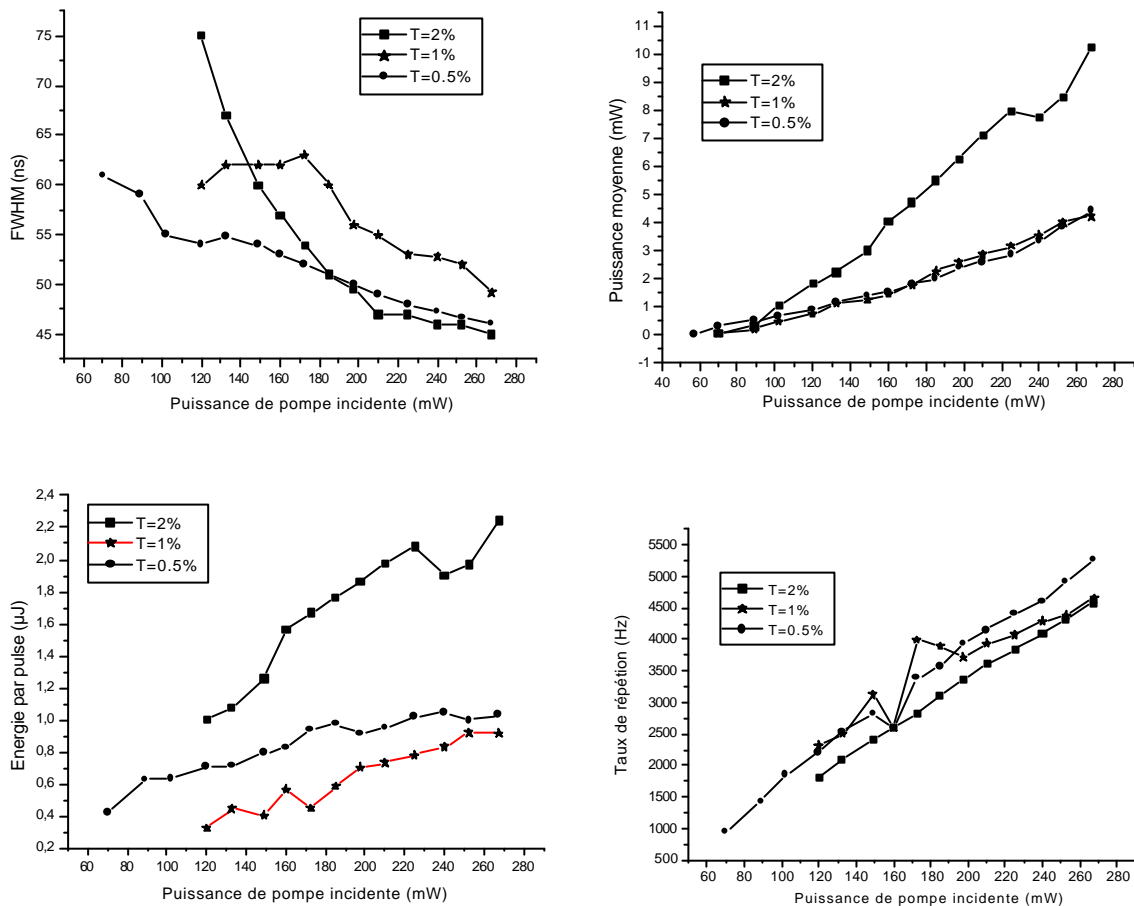 75
70
65
60
55
50
45
FWHM (ns)
T=2%
T=1%
T=0.5%
60 80 100 120 140 160 180 200 220 240 260 280
Puissance de pompe incidente (mW)
11
10
9
8
7
6
5
4
3
2
1
0
-1
Puissance moyenne (mW)
T=2%
T=1%
T=0.5%
40 60 80 100 120 140 160 180 200 220 240 260 280
Puissance de pompe incidente (mW)
2,4
2,2
2,0
1,8
1,6
1,4
1,2
1,0
0,8
0,6
0,4
0,2
Energie par pulse (µJ)
T=2%
T=1%
T=0.5%
60 80 100 120 140 160 180 200 220 240 260 280
Puissance de pompe incidente (mW)
5500
5000
4500
4000
3500
3000
2500
2000
1500
1000
500
Taux de répétion (Hz)
T=2%
T=1%
T=0.5%
60 80 100 120 140 160 180 200 220 240 260 280
Puissance de pompe incidente (mW)